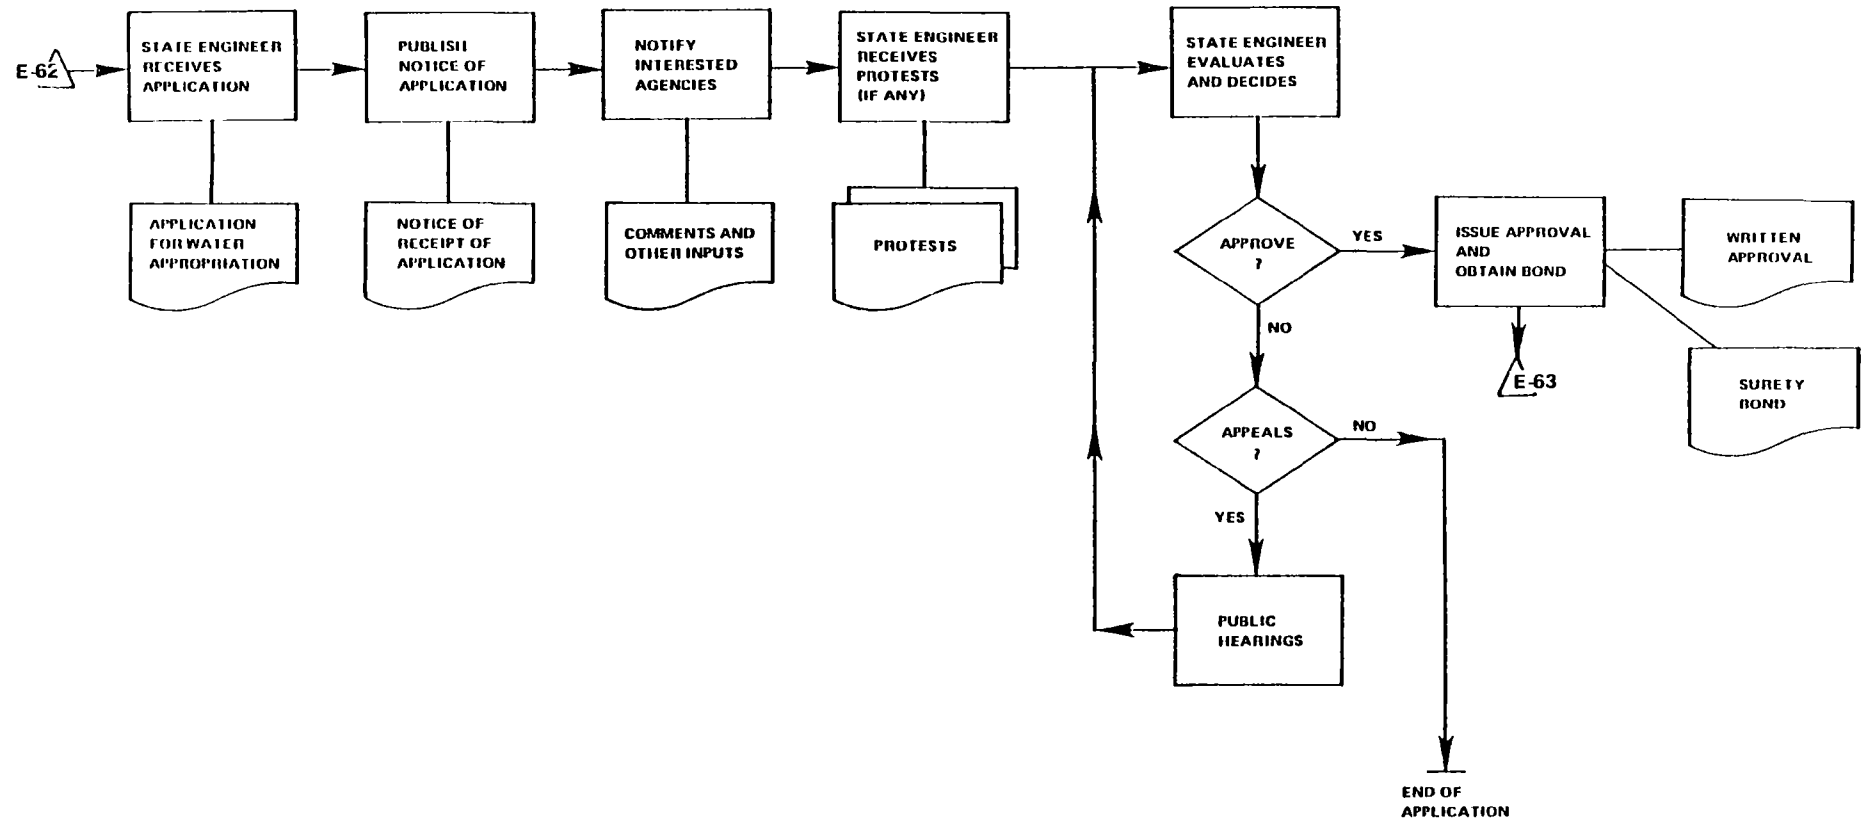 E-62
STATE ENGINEER
RECEIVES
APPLICATION
PUBLISH
NOTICE OF
APPLICATION
NOTIFY
INTERESTED
AGENCIES
STATE ENGINEER
RECEIVES
PROTESTS
(IF ANY)
STATE ENGINEER
EVALUATES
AND DECIDES
APPLICATION
FOR WATER
APPROPRIATION
NOTICE OF
RECEIPT OF
APPLICATION
COMMENTS AND
OTHER INPUTS
PROTESTS
APPROVE
?
YES
ISSUE APPROVAL
AND
OBTAIN BOND
WRITTEN
APPROVAL
NO
E-63
SURETY
BOND
APPEALS
?
NO
YES
PUBLIC
HEARINGS
END OF
APPLICATION